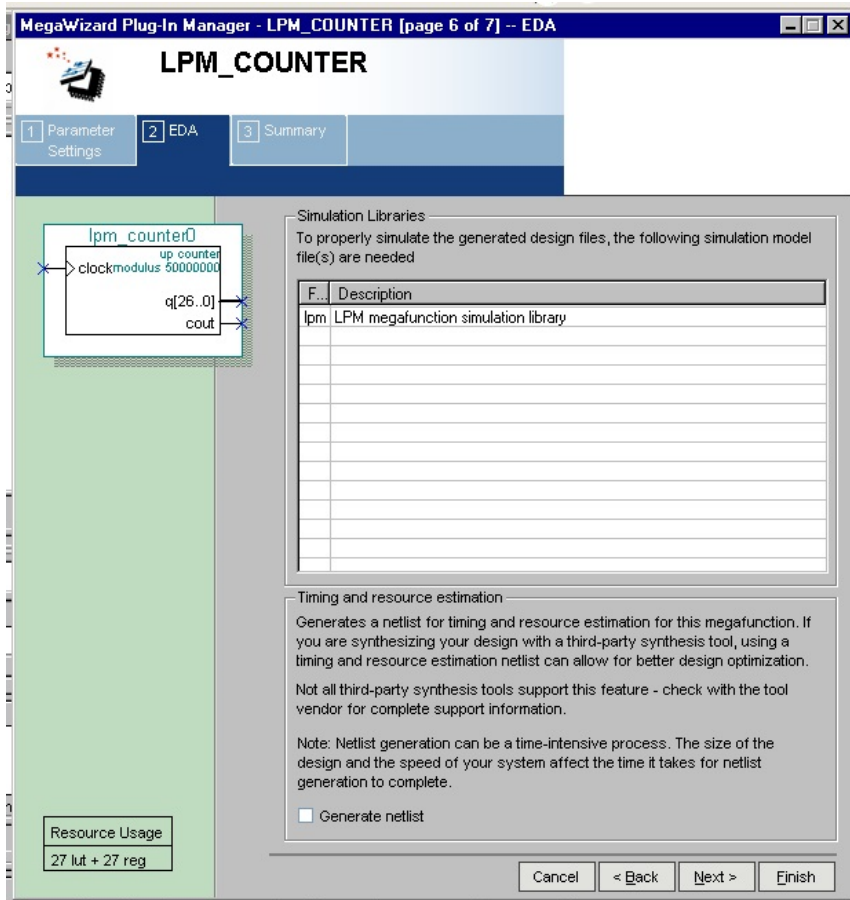 MegaWizard Plug-In Manager - LPM_COUNTER [page 6 of 7] -- EDA
LPM_COUNTER
1 Parameter Settings
2 EDA
3 Summary
lpm_counter0
up counter
clock modulus 50000000
q[26..0]
cout
Simulation Libraries
To properly simulate the generated design files, the following simulation model
file(s) are needed
F... Description
lpm LPM megafunction simulation library
Timing and resource estimation
Generates a netlist for timing and resource estimation for this megafunction. If
you are synthesizing your design with a third-party synthesis tool, using a
timing and resource estimation netlist can allow for better design optimization.
Not all third-party synthesis tools support this feature - check with the tool
vendor for complete support information.
Note: Netlist generation can be a time-intensive process. The size of the
design and the speed of your system affect the time it takes for netlist
generation to complete.
Generate netlist
Resource Usage
27 lut + 27 reg
Cancel
< Back
Next >
Finish